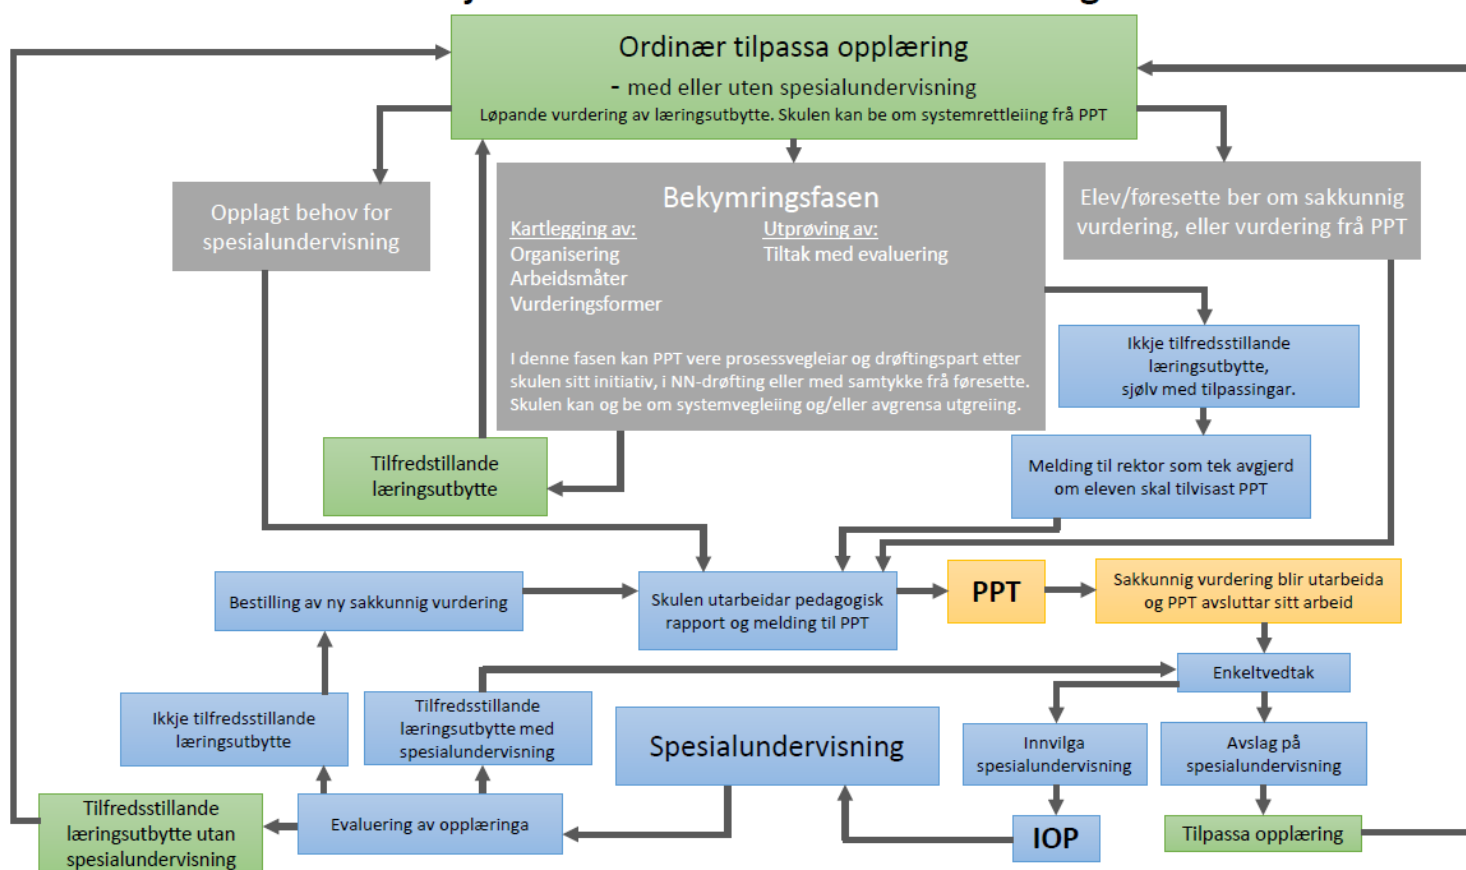 Ordinær tilpassa opplæring
- med eller uten spesialundervisning
Løpande vurdering av læringsutbytte. Skulen kan be om systemrettleiing frå PPT
Opplagt behov for
spesialundervisning
Bekymringsfasen
Kartlegging av:
Organisering
Arbeidsmåter
Vurderingsformer
Utprøving av:
Tiltak med evaluering
I denne fasen kan PPT vere prosessvegleiar og drøftingspart etter
skulen sitt initiativ, i NN-drøfting eller med samtykke frå føresette.
Skulen kan og be om systemvegleiing og/eller avgrensa utgreiing.
Elev/føresette ber om sakkunnig
vurdering, eller vurdering frå PPT
Ikkje tilfredsstillande
læringsutbytte,
sjølv med tilpassingar.
Tilfredstillande
læringsutbytte
Melding til rektor som tek avgjerd
om eleven skal tilvisast PPT
Bestilling av ny sakkunnig vurdering
Skulen utarbeidar pedagogisk
rapport og melding til PPT
PPT
Sakkunnig vurdering blir utarbeida
og PPT avsluttar sitt arbeid
Enkeltvedtak
Ikkje tilfredsstillande
læringsutbytte
Tilfredsstillande
læringsutbytte med
spesialundervisning
Spesialundervisning
Innvilga
spesialundervisning
Avslag på
spesialundervisning
Tilfredsstillande
læringsutbytte utan
spesialundervisning
Evaluering av opplæringa
IOP
Tilpassa opplæring